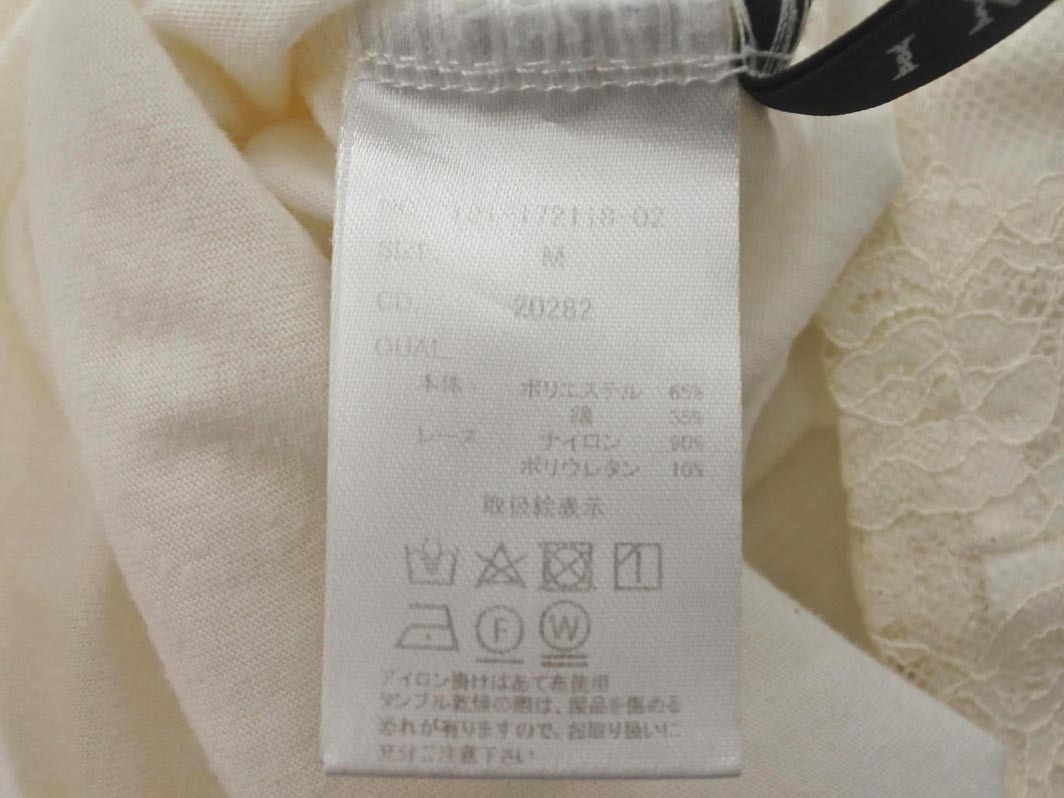 NO. 121-172118-02
SIZE. M
CD. 20282
QUAL.
本体 ポリエステル 65%
綿 35%
レース ナイロン 90%
ポリウレタン 10%
取扱絵表示
F W
アイロン掛けはあて布使用
タンブル乾燥の際は、製品を傷める
恐れが有りますので、お取り扱いに
充分ご注意下さい